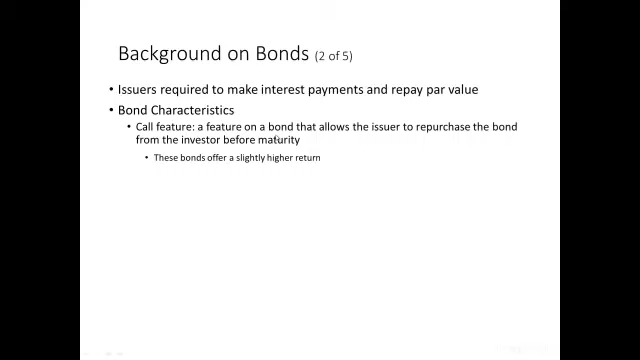 Background on Bonds (2 of 5)
• Issuers required to make interest payments and repay par value
• Bond Characteristics
• Call feature: a feature on a bond that allows the issuer to repurchase the bond
from the investor before maturity
• These bonds offer a slightly higher return